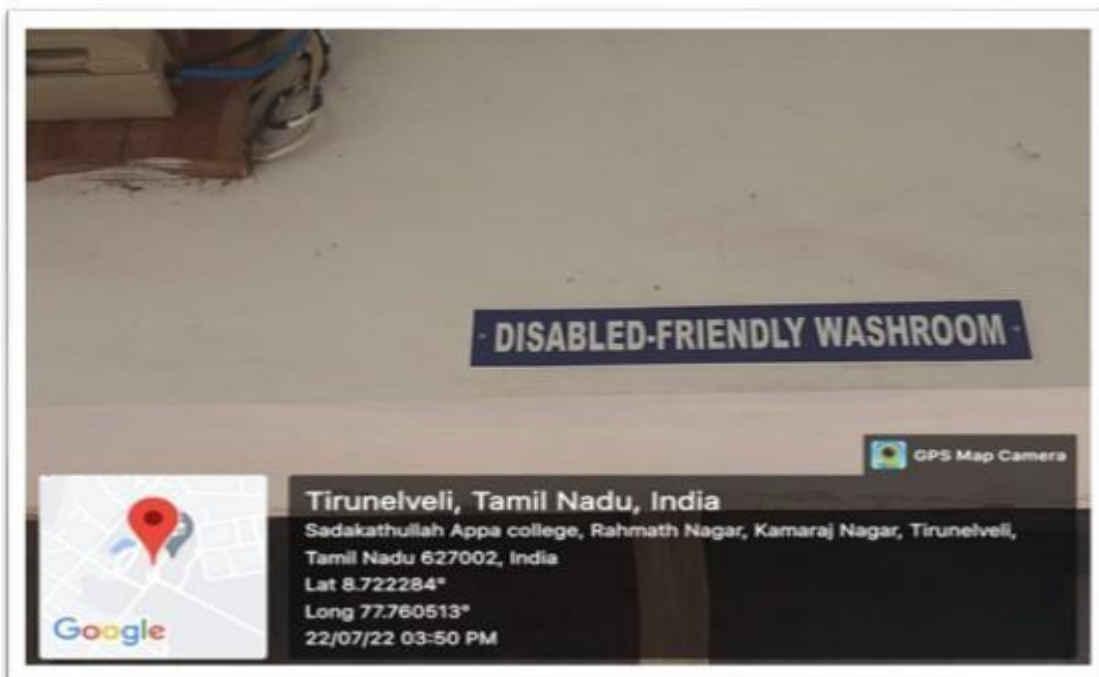 - DISABLED-FRIENDLY WASHROOM -
GPS Map Camera
Tirunelveli, Tamil Nadu, India
Sadakathullah Appa college, Rahmath Nagar, Kamaraj Nagar, Tirunelveli,
Tamil Nadu 627002, India
Lat 8.722284°
Long 77.760513°
22/07/22 03:50 PM
Google